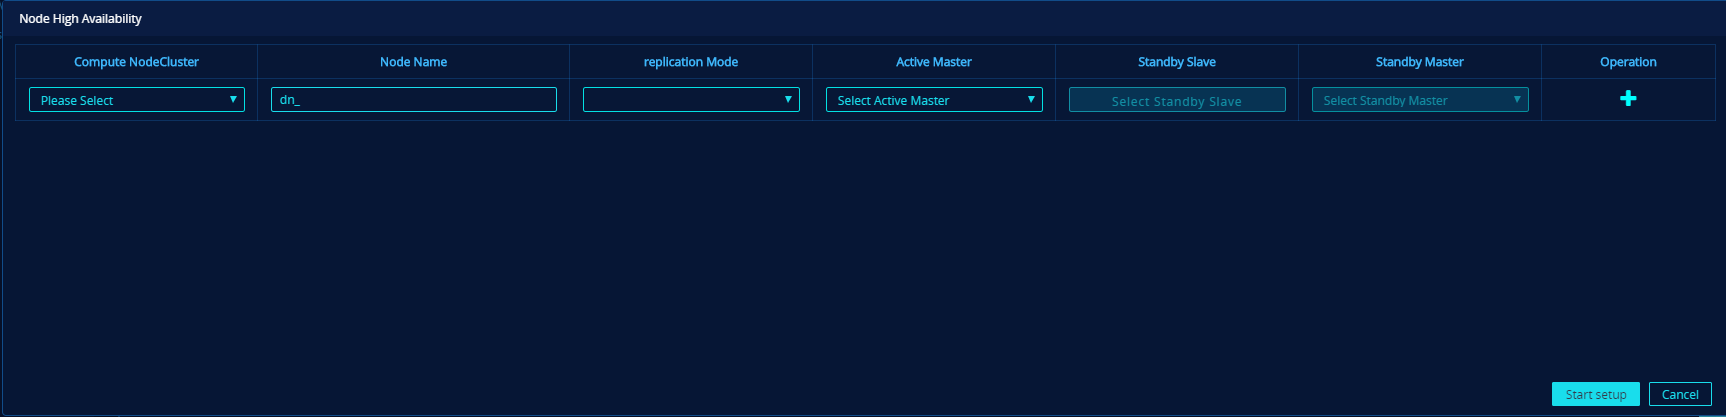 Node High Availability
Compute NodeCluster Node Name replication Mode Active Master Standby Slave Standby Master Operation
Please Select dn_ Select Active Master Select Standby Slave Select Standby Master
Start setup Cancel